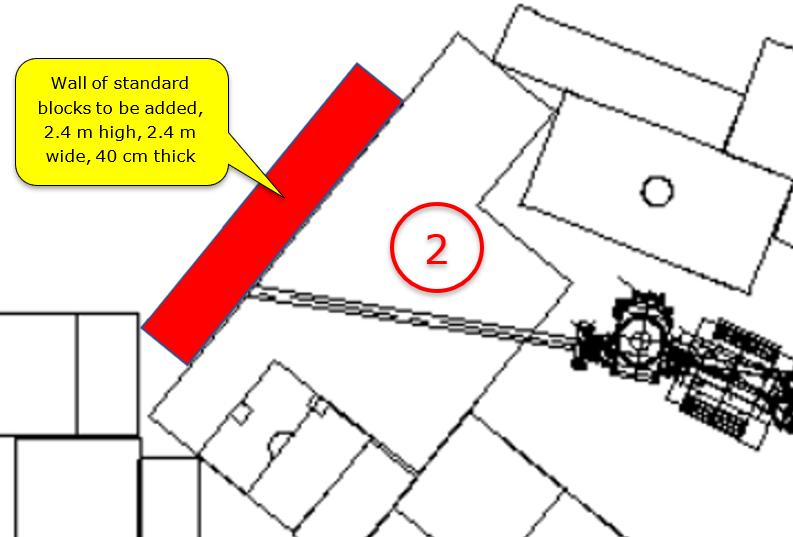 Wall of standard
blocks to be added,
2.4 m high, 2.4 m
wide, 40 cm thick
2